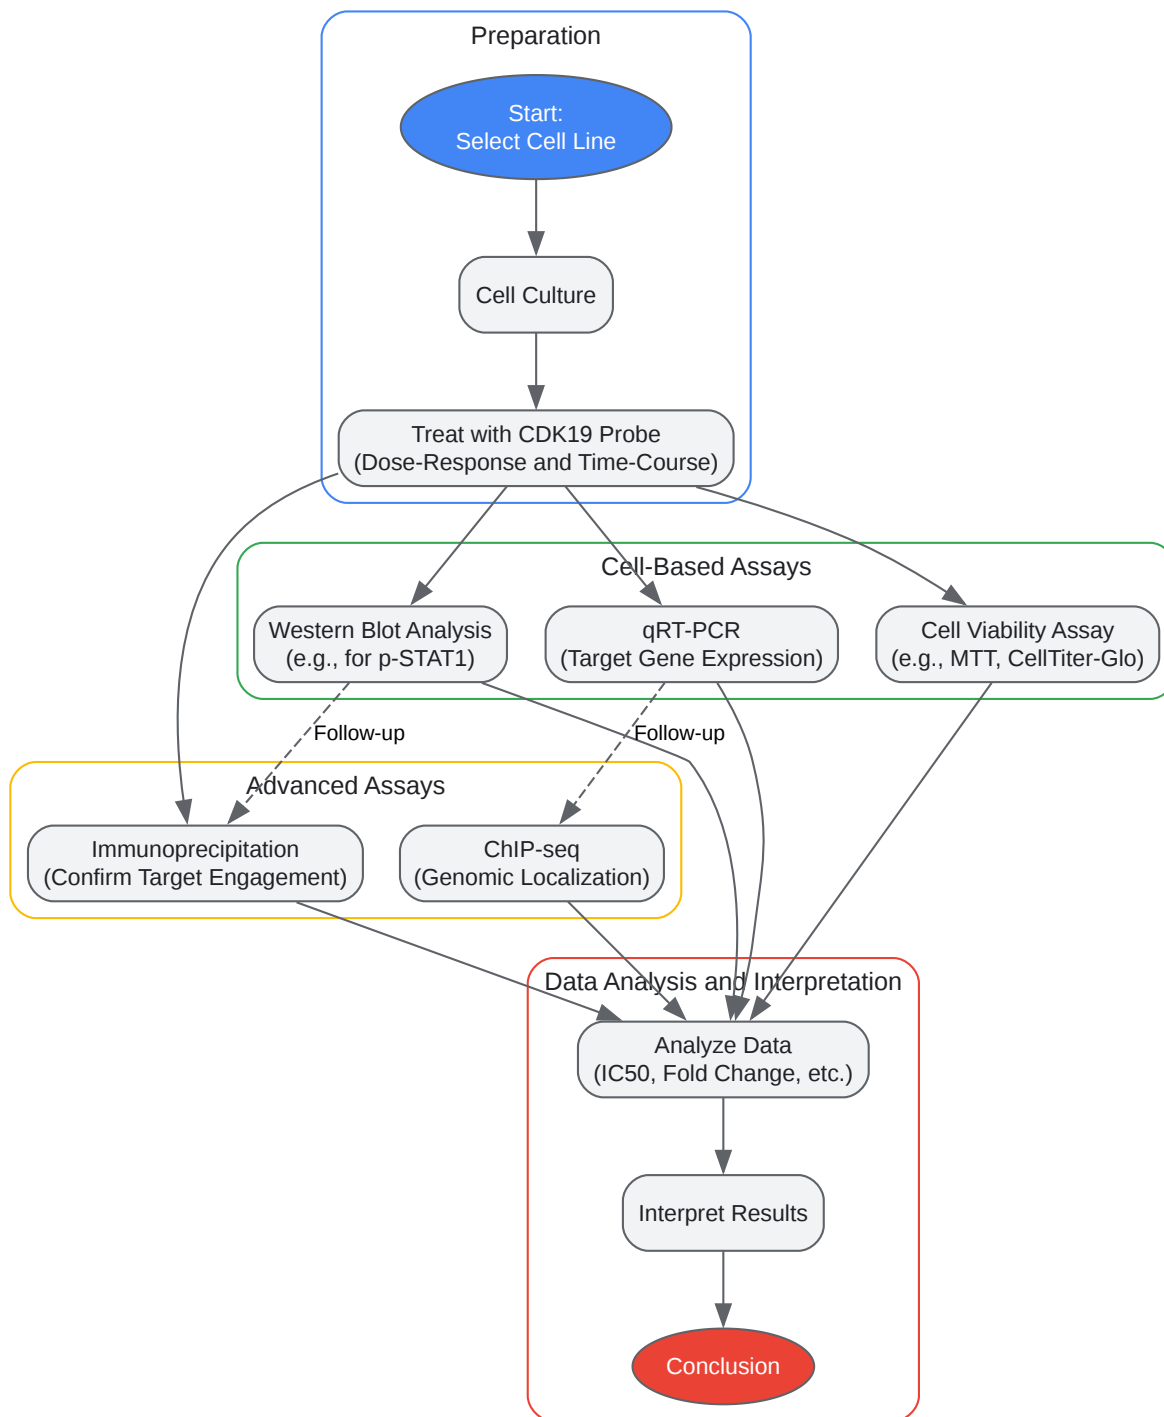 Preparation
Start:
Select Cell Line
Cell Culture
Treat with CDK19 Probe
(Dose-Response and Time-Course)
Cell-Based Assays
Western Blot Analysis
(e.g., for p-STAT1)
qRT-PCR
(Target Gene Expression)
Cell Viability Assay
(e.g., MTT, CellTiter-Glo)
Follow-up
Follow-up
Advanced Assays
Immunoprecipitation
(Confirm Target Engagement)
ChIP-seq
(Genomic Localization)
Data Analysis and Interpretation
Analyze Data
(IC50, Fold Change, etc.)
Interpret Results
Conclusion